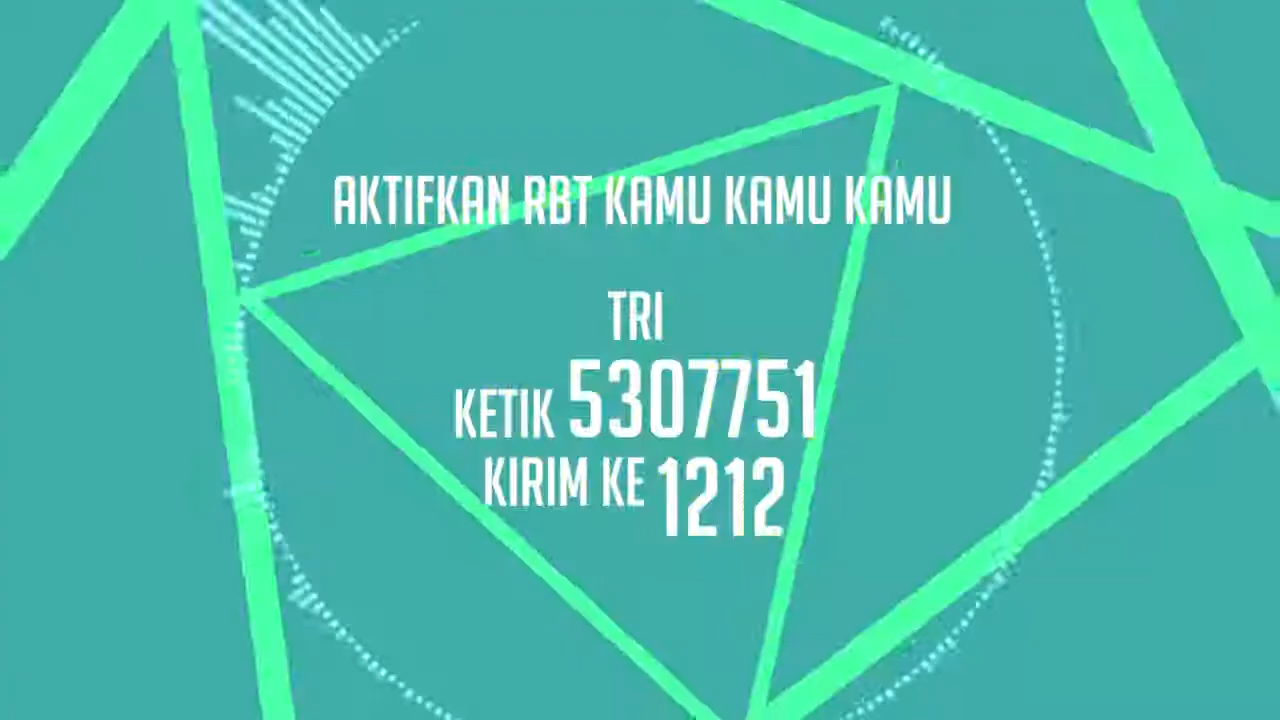 AKTIFKAN RBT KAMU KAMU KAMU
TRI
KETIK 5307751
KIRIM KE 1212